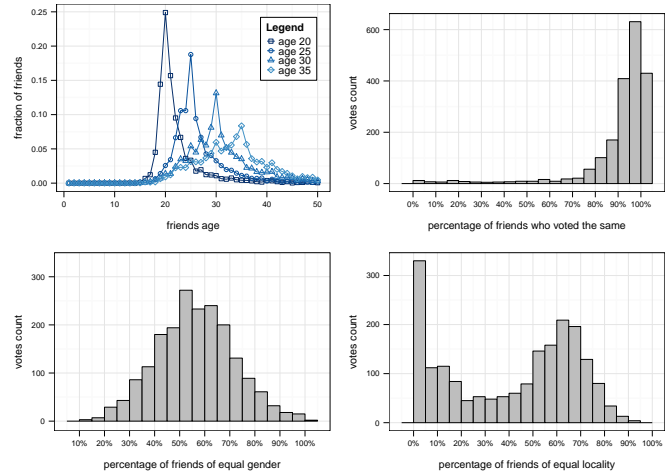 0.25
0.20
0.15
0.10
0.05
0.00
fraction of friends
Legend
age 20
age 25
age 30
age 35
0 10 20 30 40 50
friends age
600
400
200
0
votes count
0% 10% 20% 30% 40% 50% 60% 70% 80% 90% 100%
percentage of friends who voted the same
300
200
100
0
votes count
10% 20% 30% 40% 50% 60% 70% 80% 90% 100%
percentage of friends of equal gender
300
200
100
0
votes count
0% 10% 20% 30% 40% 50% 60% 70% 80% 90% 100%
percentage of friends of equal locality